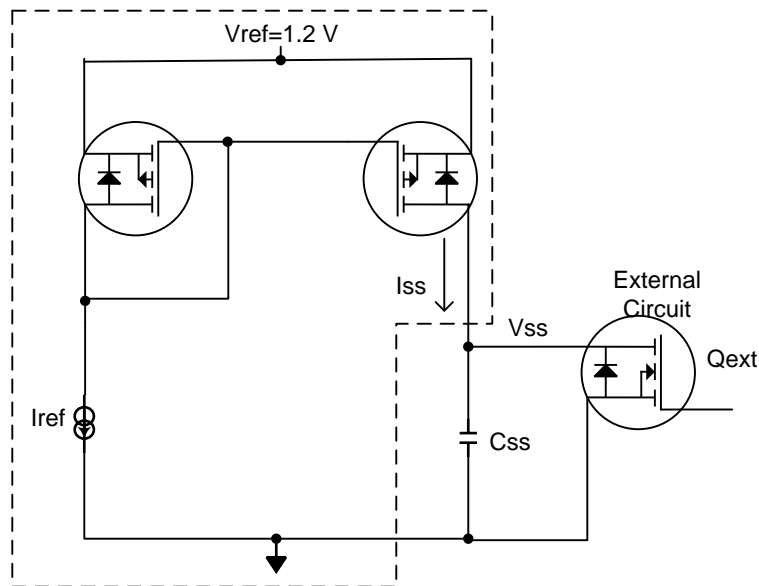 Vref=1.2 V
Iss
External
Circuit
Vss
Qext
Iref
Css